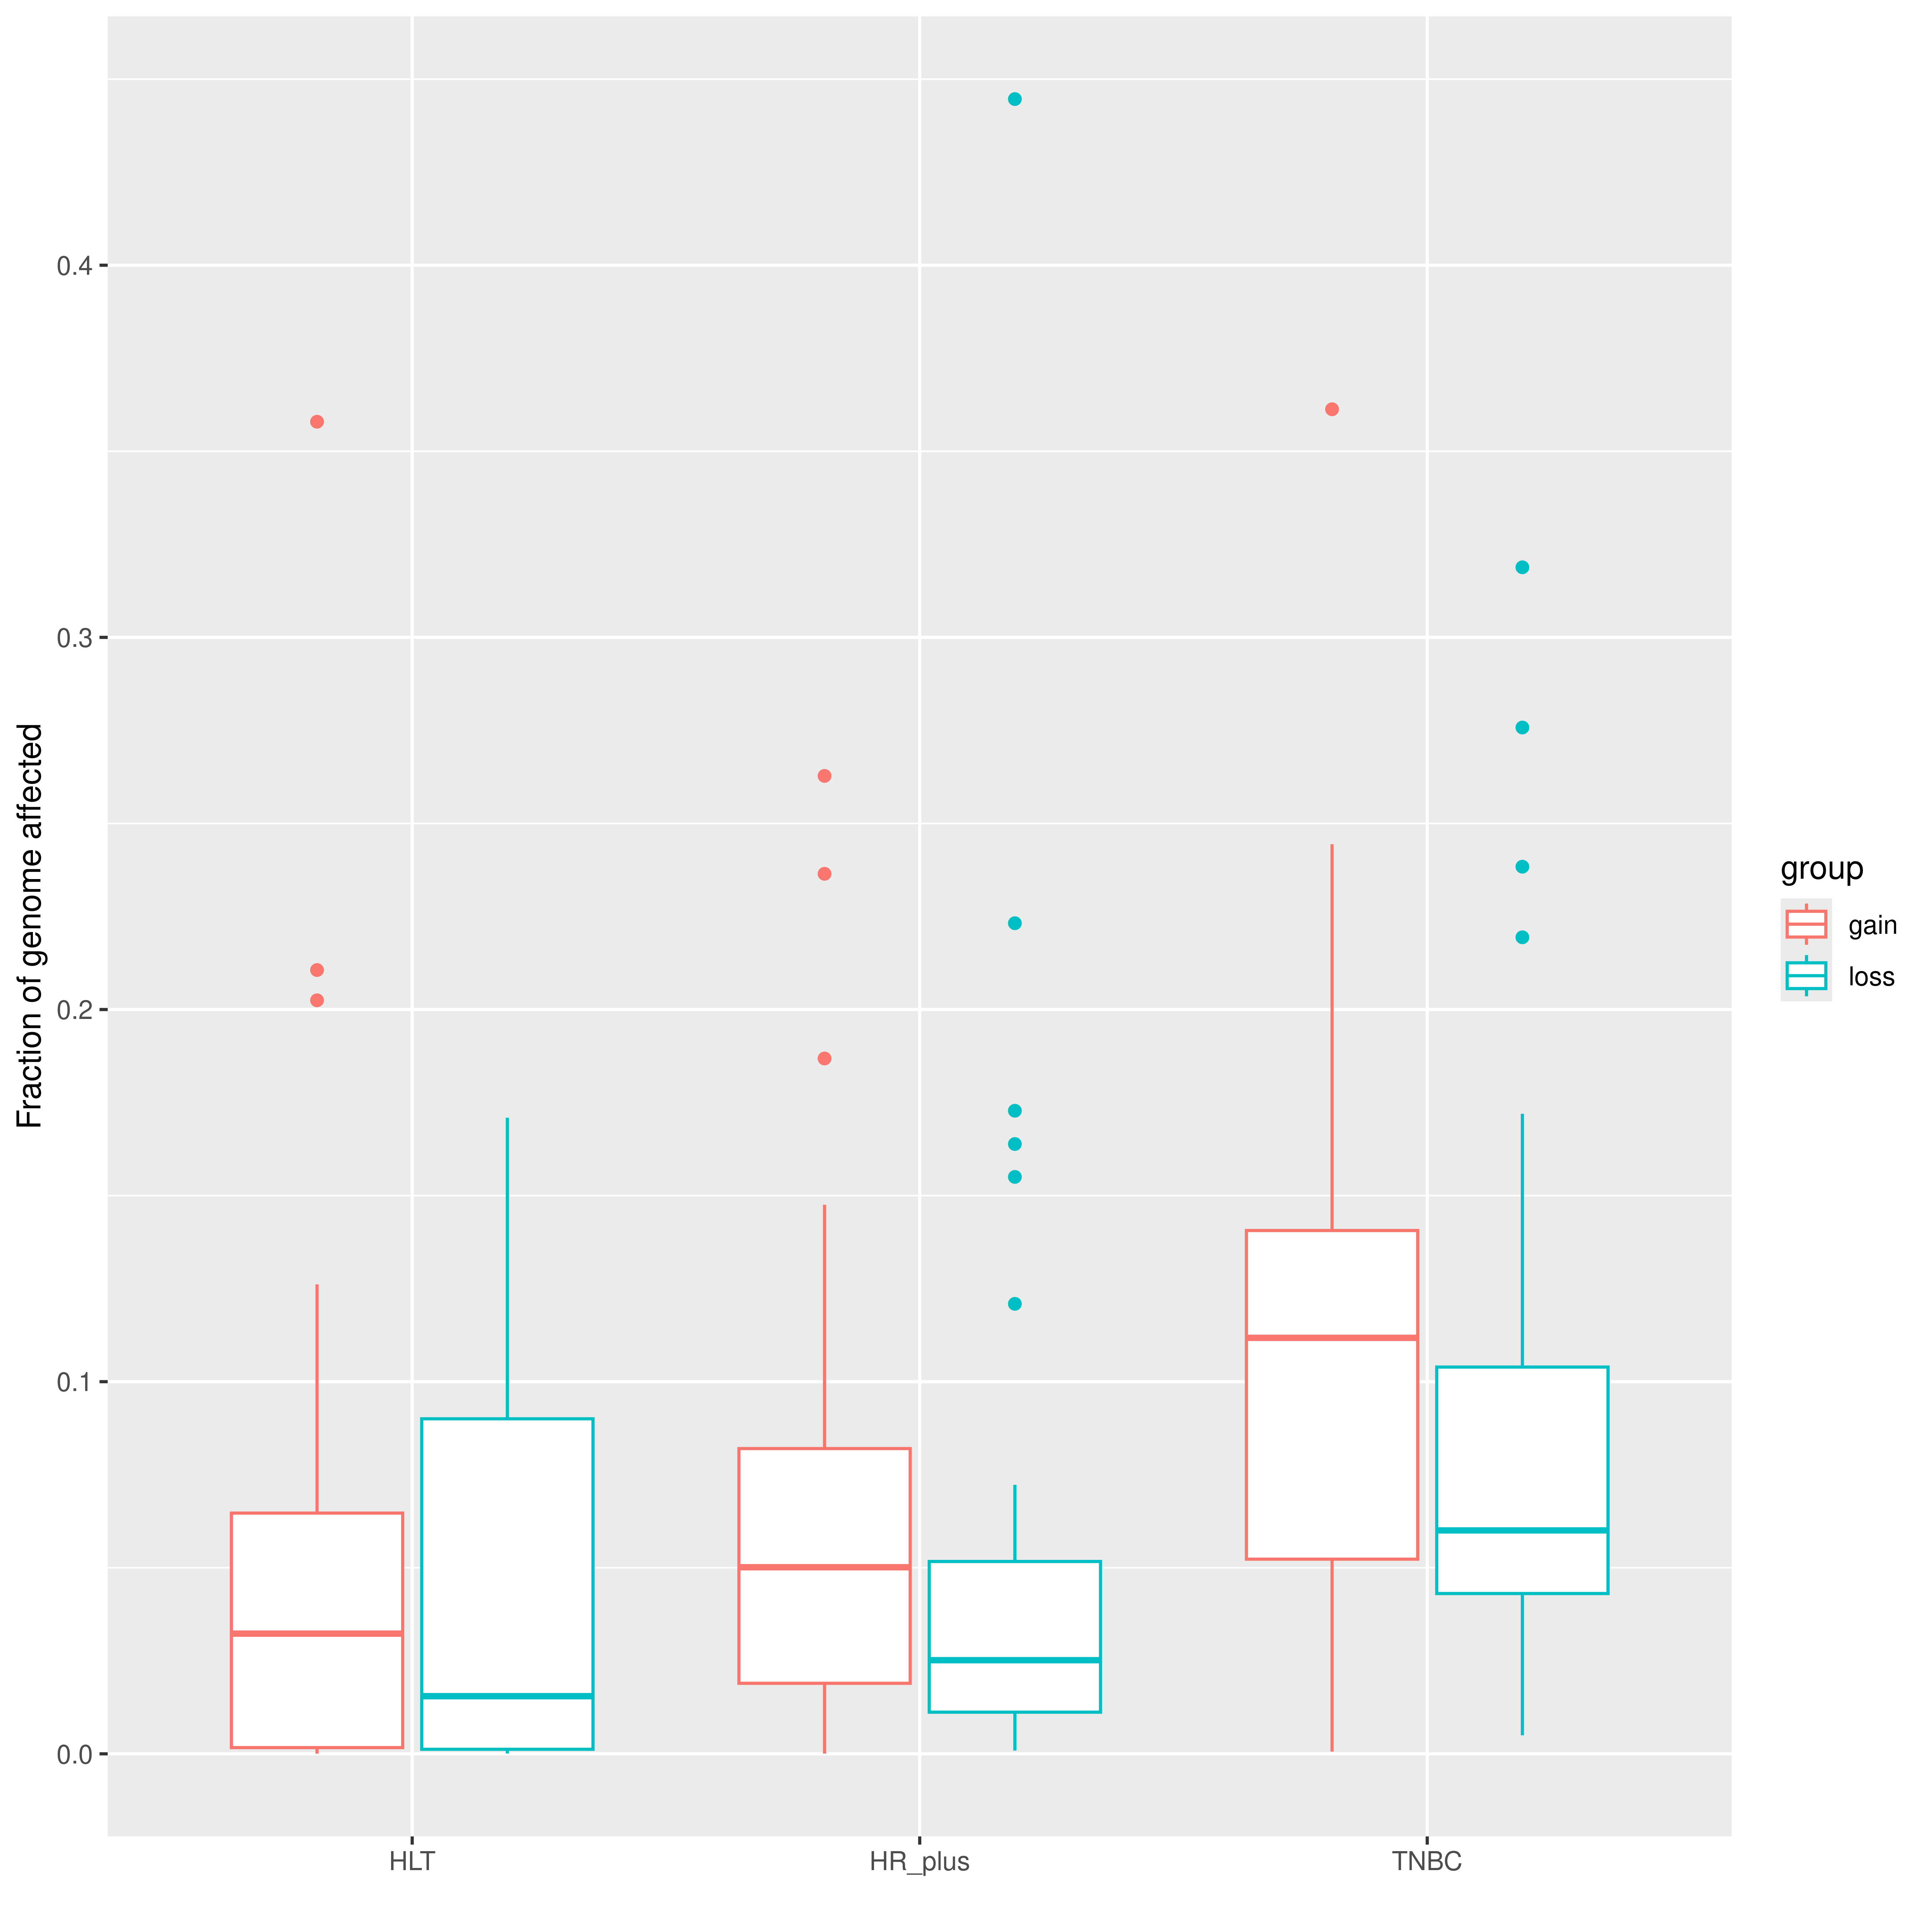 Fraction of genome affected
0.4
0.3
0.2
0.1
0.0
HLT
HR_plus
TNBC
group
gain
loss